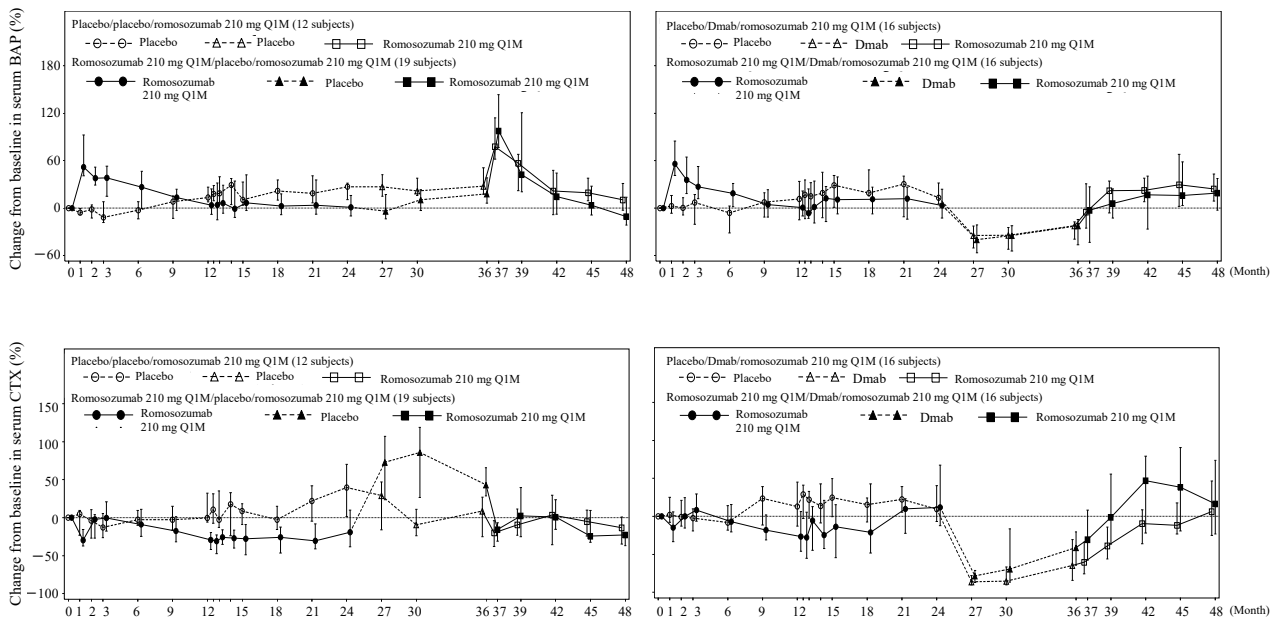 Change from baseline in serum BAP (%)
Placebo/placebo/romosozumab 210 mg Q1M (12 subjects)
Placebo Placebo Romosozumab 210 mg Q1M
Romosozumab 210 mg Q1M/placebo/romosozumab 210 mg Q1M (19 subjects)
Romosozumab 210 mg Q1M Placebo Romosozumab 210 mg Q1M
180
120
60
0
−60
0 1 2 3 6 9 12 13 14 15 18 21 24 27 30 36 37 39 42 45 48
Placebo/Dmab/romosozumab 210 mg Q1M (16 subjects)
Placebo Dmab Romosozumab 210 mg Q1M
Romosozumab 210 mg Q1M/Dmab/romosozumab 210 mg Q1M (16 subjects)
Romosozumab 210 mg Q1M Dmab Romosozumab 210 mg Q1M
0 1 2 3 6 9 12 13 14 15 18 21 24 27 30 36 37 39 42 45 48 (Month)
Change from baseline in serum CTX (%)
Placebo/placebo/romosozumab 210 mg Q1M (12 subjects)
Placebo Placebo Romosozumab 210 mg Q1M
Romosozumab 210 mg Q1M/placebo/romosozumab 210 mg Q1M (19 subjects)
Romosozumab 210 mg Q1M Placebo Romosozumab 210 mg Q1M
150
100
50
0
−50
−100
0 1 2 3 6 9 12 13 14 15 18 21 24 27 30 36 37 39 42 45 48
Placebo/Dmab/romosozumab 210 mg Q1M (16 subjects)
Placebo Dmab Romosozumab 210 mg Q1M
Romosozumab 210 mg Q1M/Dmab/romosozumab 210 mg Q1M (16 subjects)
Romosozumab 210 mg Q1M Dmab Romosozumab 210 mg Q1M
0 1 2 3 6 9 12 13 14 15 18 21 24 27 30 36 37 39 42 45 48 (Month)